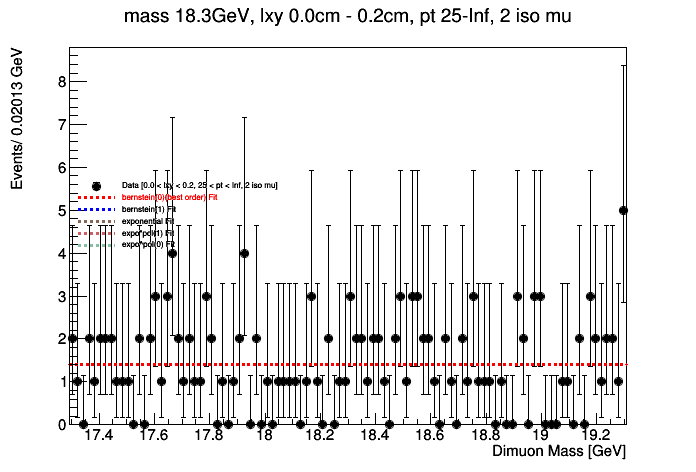 mass 18.3GeV, lxy 0.0cm - 0.2cm, pt 25-Inf, 2 iso mu
Events/ 0.02013 GeV
8
7
6
5
4
3
2
1
0
Data [0.0 < lxy < 0.2, 25 < pt < Inf, 2 iso mu]
bernstein[0](best order) Fit
bernstein(1) Fit
exponential Fit
expo*pol(1) Fit
expo*pol(0) Fit
17.4 17.6 17.8 18 18.2 18.4 18.6 18.8 19 19.2
Dimuon Mass [GeV]